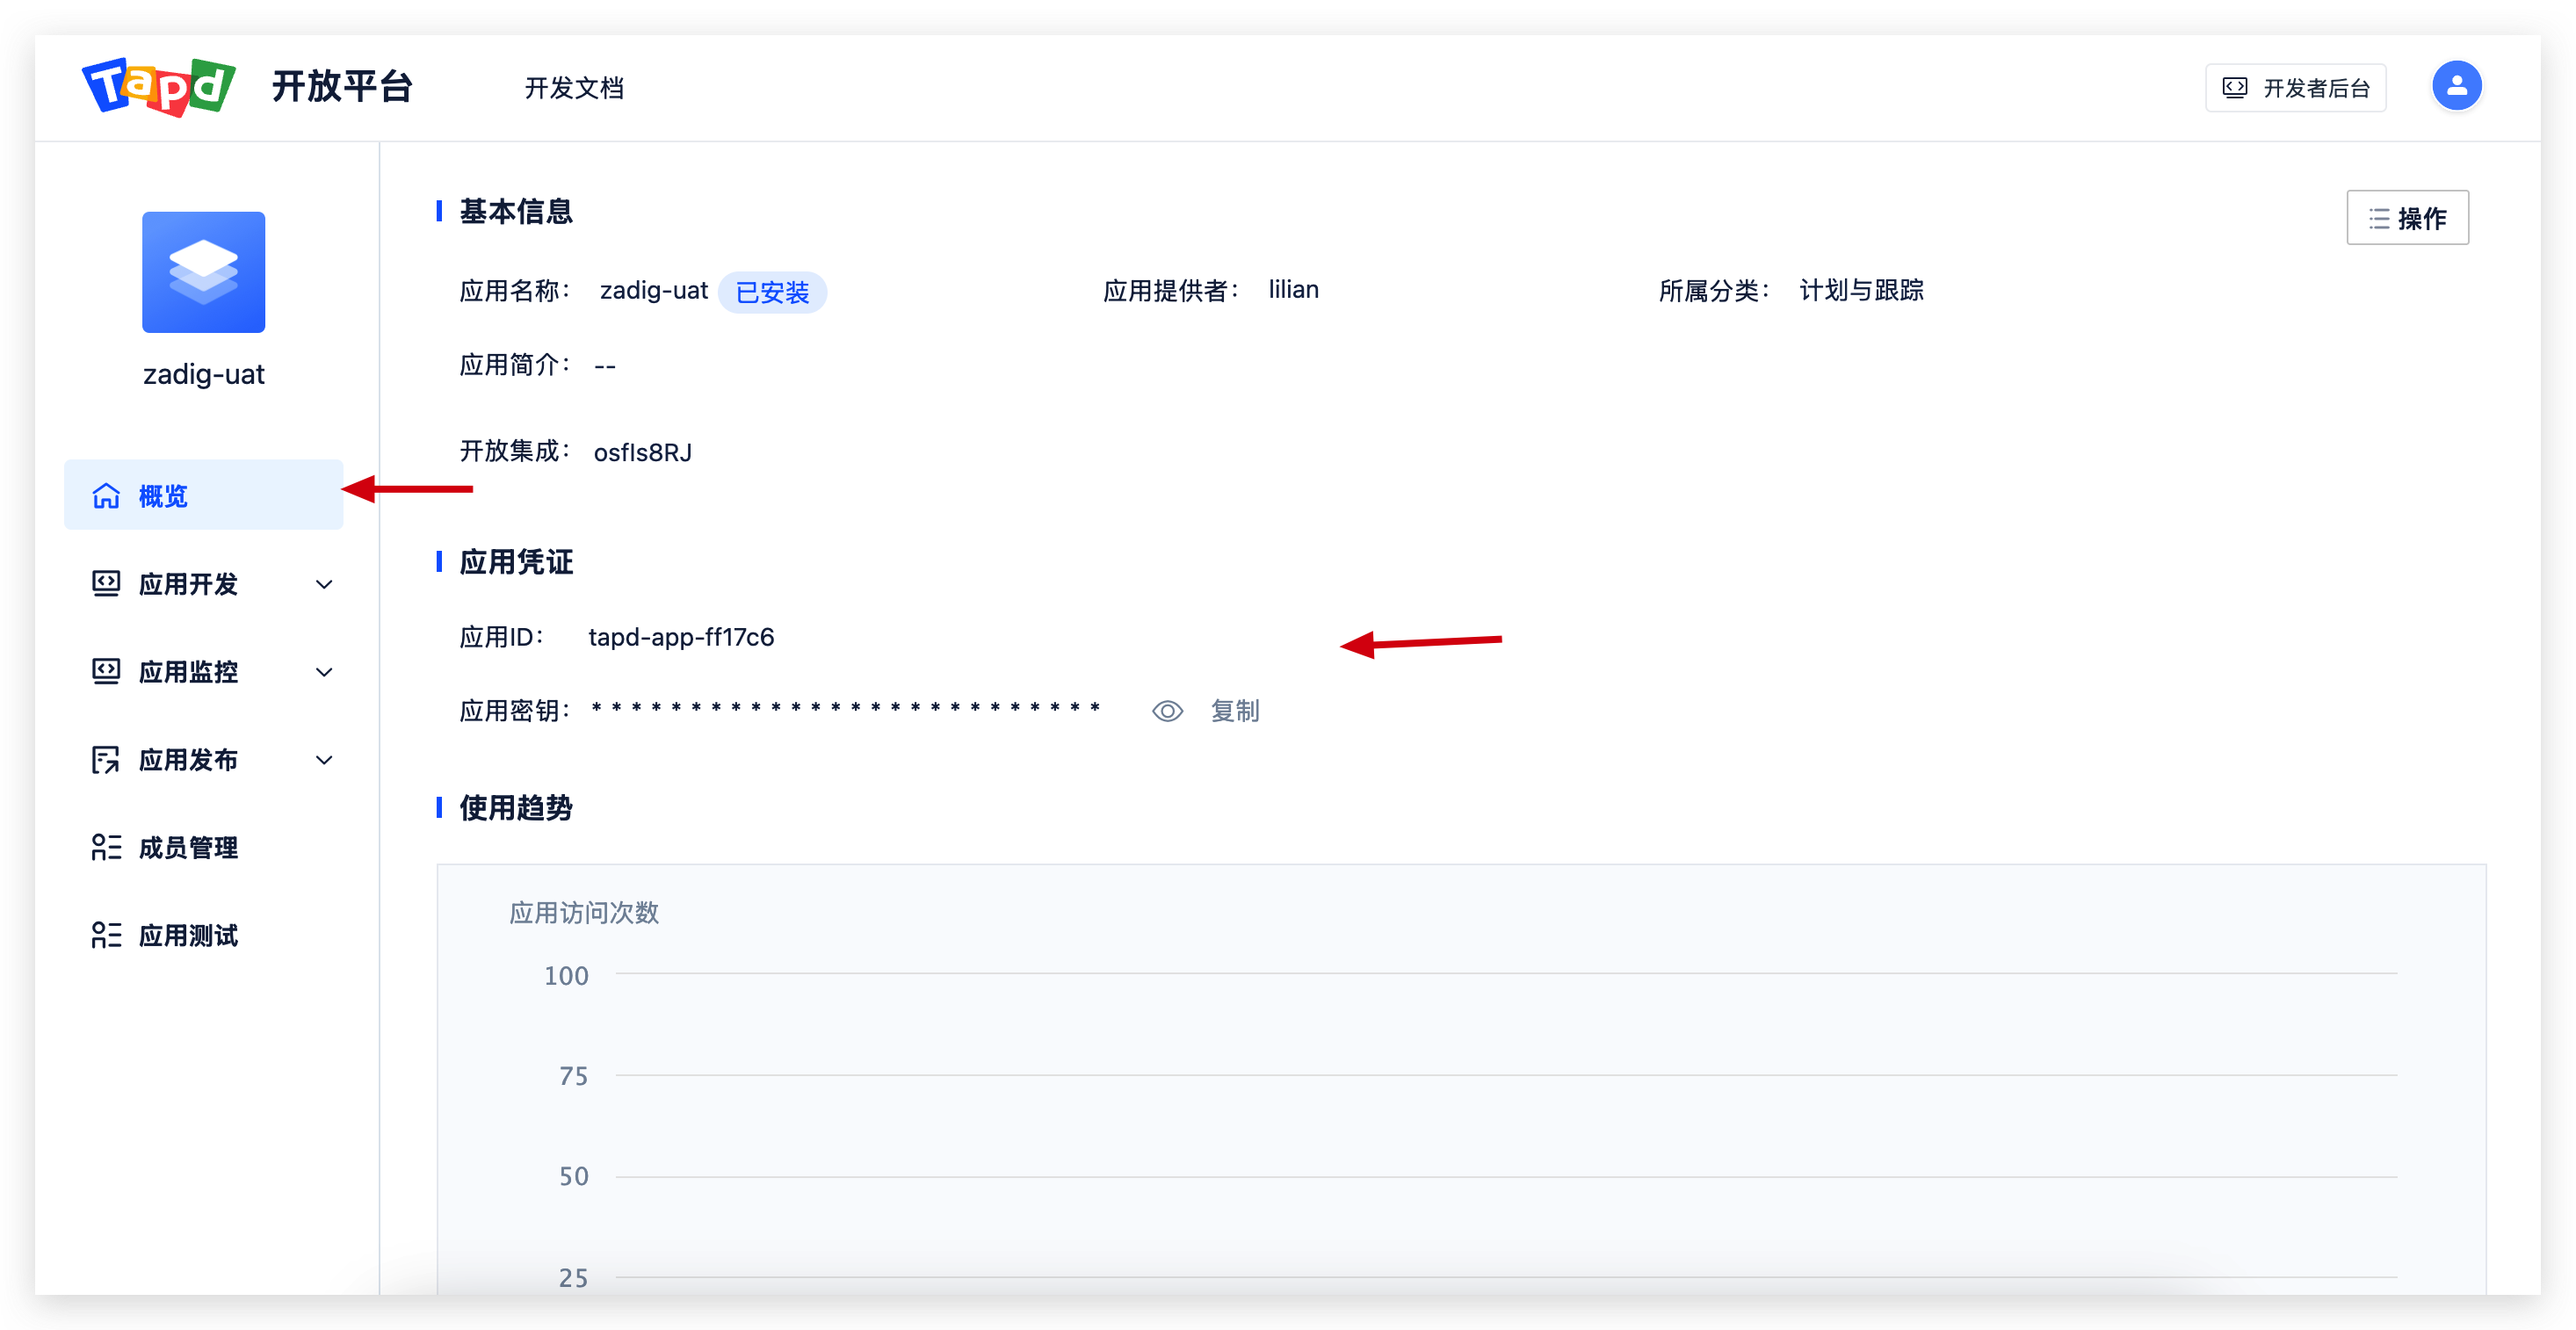 Tapd 开放平台 开发文档 开发者后台
zadig-uat
概览
应用开发
应用监控
应用发布
成员管理
应用测试
基本信息
操作
应用名称： zadig-uat 已安装 应用提供者： lilian 所属分类： 计划与跟踪
应用简介： --
开放集成： osfIs8RJ
应用凭证
应用ID： tapd-app-ff17c6
应用密钥： * * * * * * * * * * * * * * * * * * * * * * * * * * 复制
使用趋势
应用访问次数
100
75
50
25